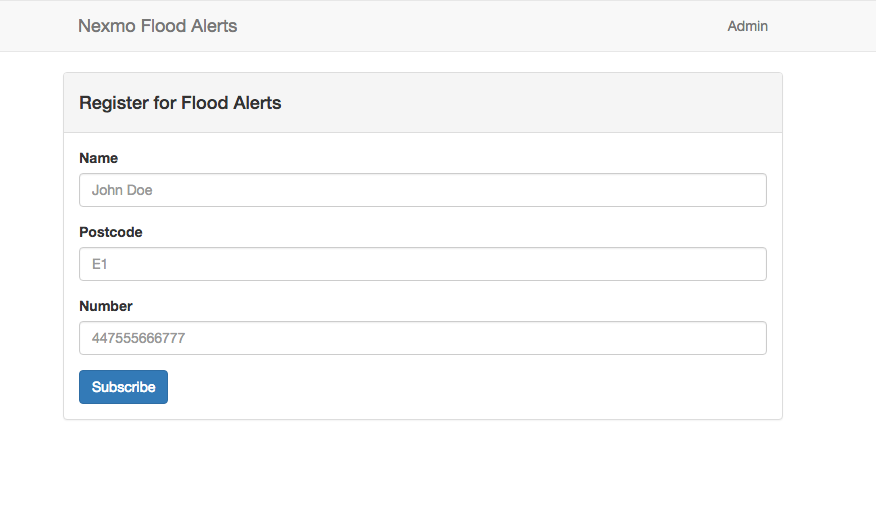 Nexmo Flood Alerts
Admin
Register for Flood Alerts
Name
John Doe
Postcode
E1
Number
447555666777
Subscribe